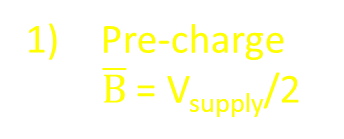 1) Pre-charge
B̅ = Vsupply/2